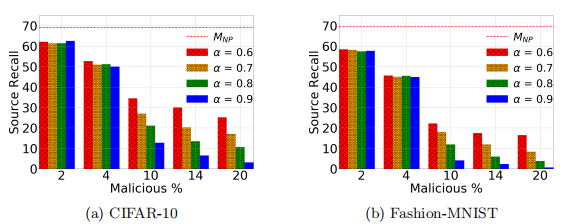 70
60
50
40
30
20
10
0
Source Recall
M_NP
α = 0.6
α = 0.7
α = 0.8
α = 0.9
2 4 10 14 20
Malicious %
(a) CIFAR-10
70
60
50
40
30
20
10
0
Source Recall
M_NP
α = 0.6
α = 0.7
α = 0.8
α = 0.9
2 4 10 14 20
Malicious %
(b) Fashion-MNIST